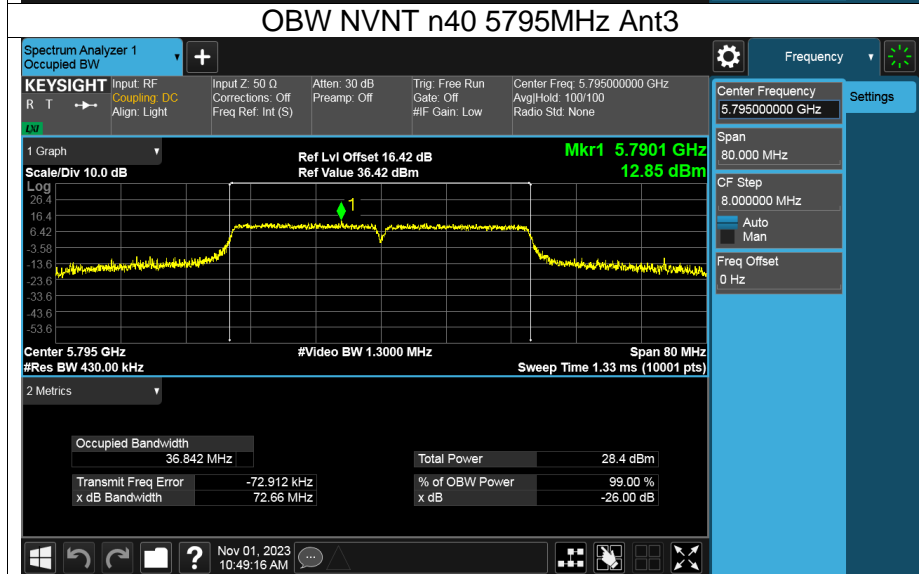 OBW NVNT n40 5795MHz Ant3
Spectrum Analyzer 1
Occupied BW
Frequency
KEYSIGHT
R T
LXI
Input: RF
Coupling: DC
Align: Light
Input Z: 50 Ω
Corrections: Off
Freq Ref: Int (S)
Atten: 30 dB
Preamp: Off
Trig: Free Run
Gate: Off
#IF Gain: Low
Center Freq: 5.795000000 GHz
Avg|Hold: 100/100
Radio Std: None
Center Frequency
5.795000000 GHz
Settings
Span
80.000 MHz
CF Step
8.000000 MHz
Auto
Man
Freq Offset
0 Hz
1 Graph
Scale/Div 10.0 dB
Ref Lvl Offset 16.42 dB
Ref Value 36.42 dBm
Mkr1 5.7901 GHz
12.85 dBm
Log
26.4
16.4
6.42
-3.58
-13.6
-23.6
-33.6
-43.6
-53.6
1
Center 5.795 GHz
#Video BW 1.3000 MHz
Span 80 MHz
#Res BW 430.00 kHz
Sweep Time 1.33 ms (10001 pts)
2 Metrics
Occupied Bandwidth
36.842 MHz
Total Power 28.4 dBm
Transmit Freq Error -72.912 kHz
% of OBW Power 99.00 %
x dB Bandwidth 72.66 MHz
x dB -26.00 dB
Nov 01, 2023
10:49:16 AM